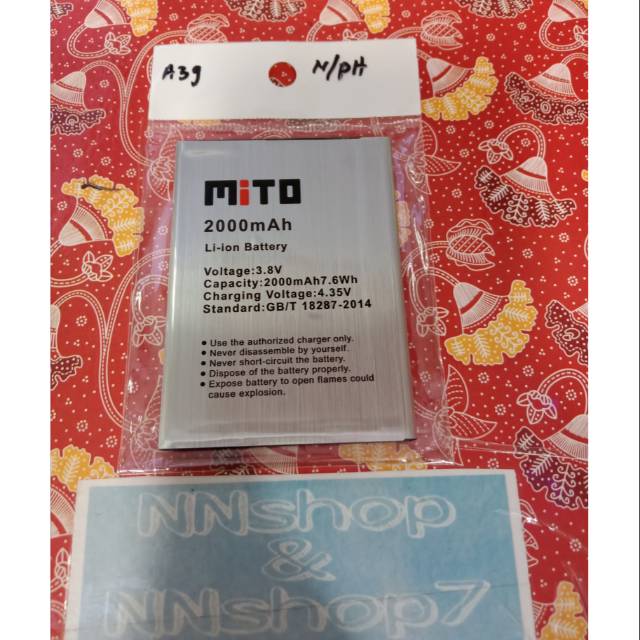 A39 N/PH
MiTO
2000mAh
Li-ion Battery
Voltage:3.8V
Capacity:2000mAh7.6Wh
Charging Voltage:4.35V
Standard:GB/T 18287-2014
● Use the authorized charger only.
● Never disassemble by yourself.
● Never short-circuit the battery.
● Dispose of the battery properly.
● Expose battery to open flames could
cause explosion.
NNshop
&
NNshop7